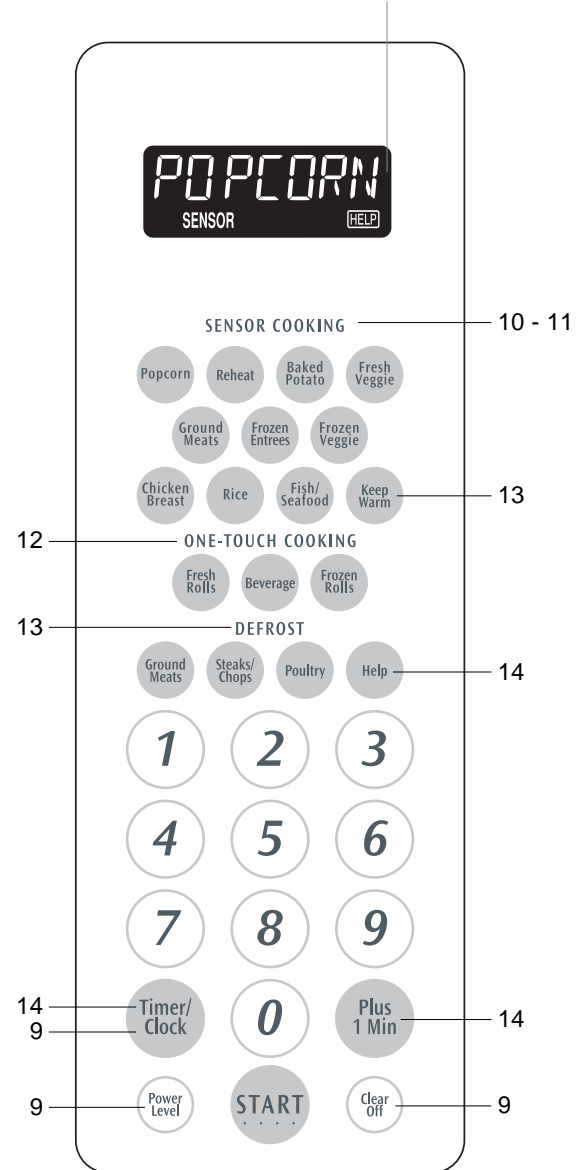 POPCORN
SENSOR HELP
SENSOR COOKING 10 - 11
Popcorn Reheat Baked Potato Fresh Veggie
Ground Meats Frozen Entrees Frozen Veggie
Chicken Breast Rice Fish/ Seafood Keep Warm 13
12 ONE-TOUCH COOKING
Fresh Rolls Beverage Frozen Rolls
13 DEFROST
Ground Meats Steaks/ Chops Poultry Help 14
1 2 3
4 5 6
7 8 9
14 Timer/ 0 Plus 14
9 Clock 1 Min
9 Power Level START Clear Off 9